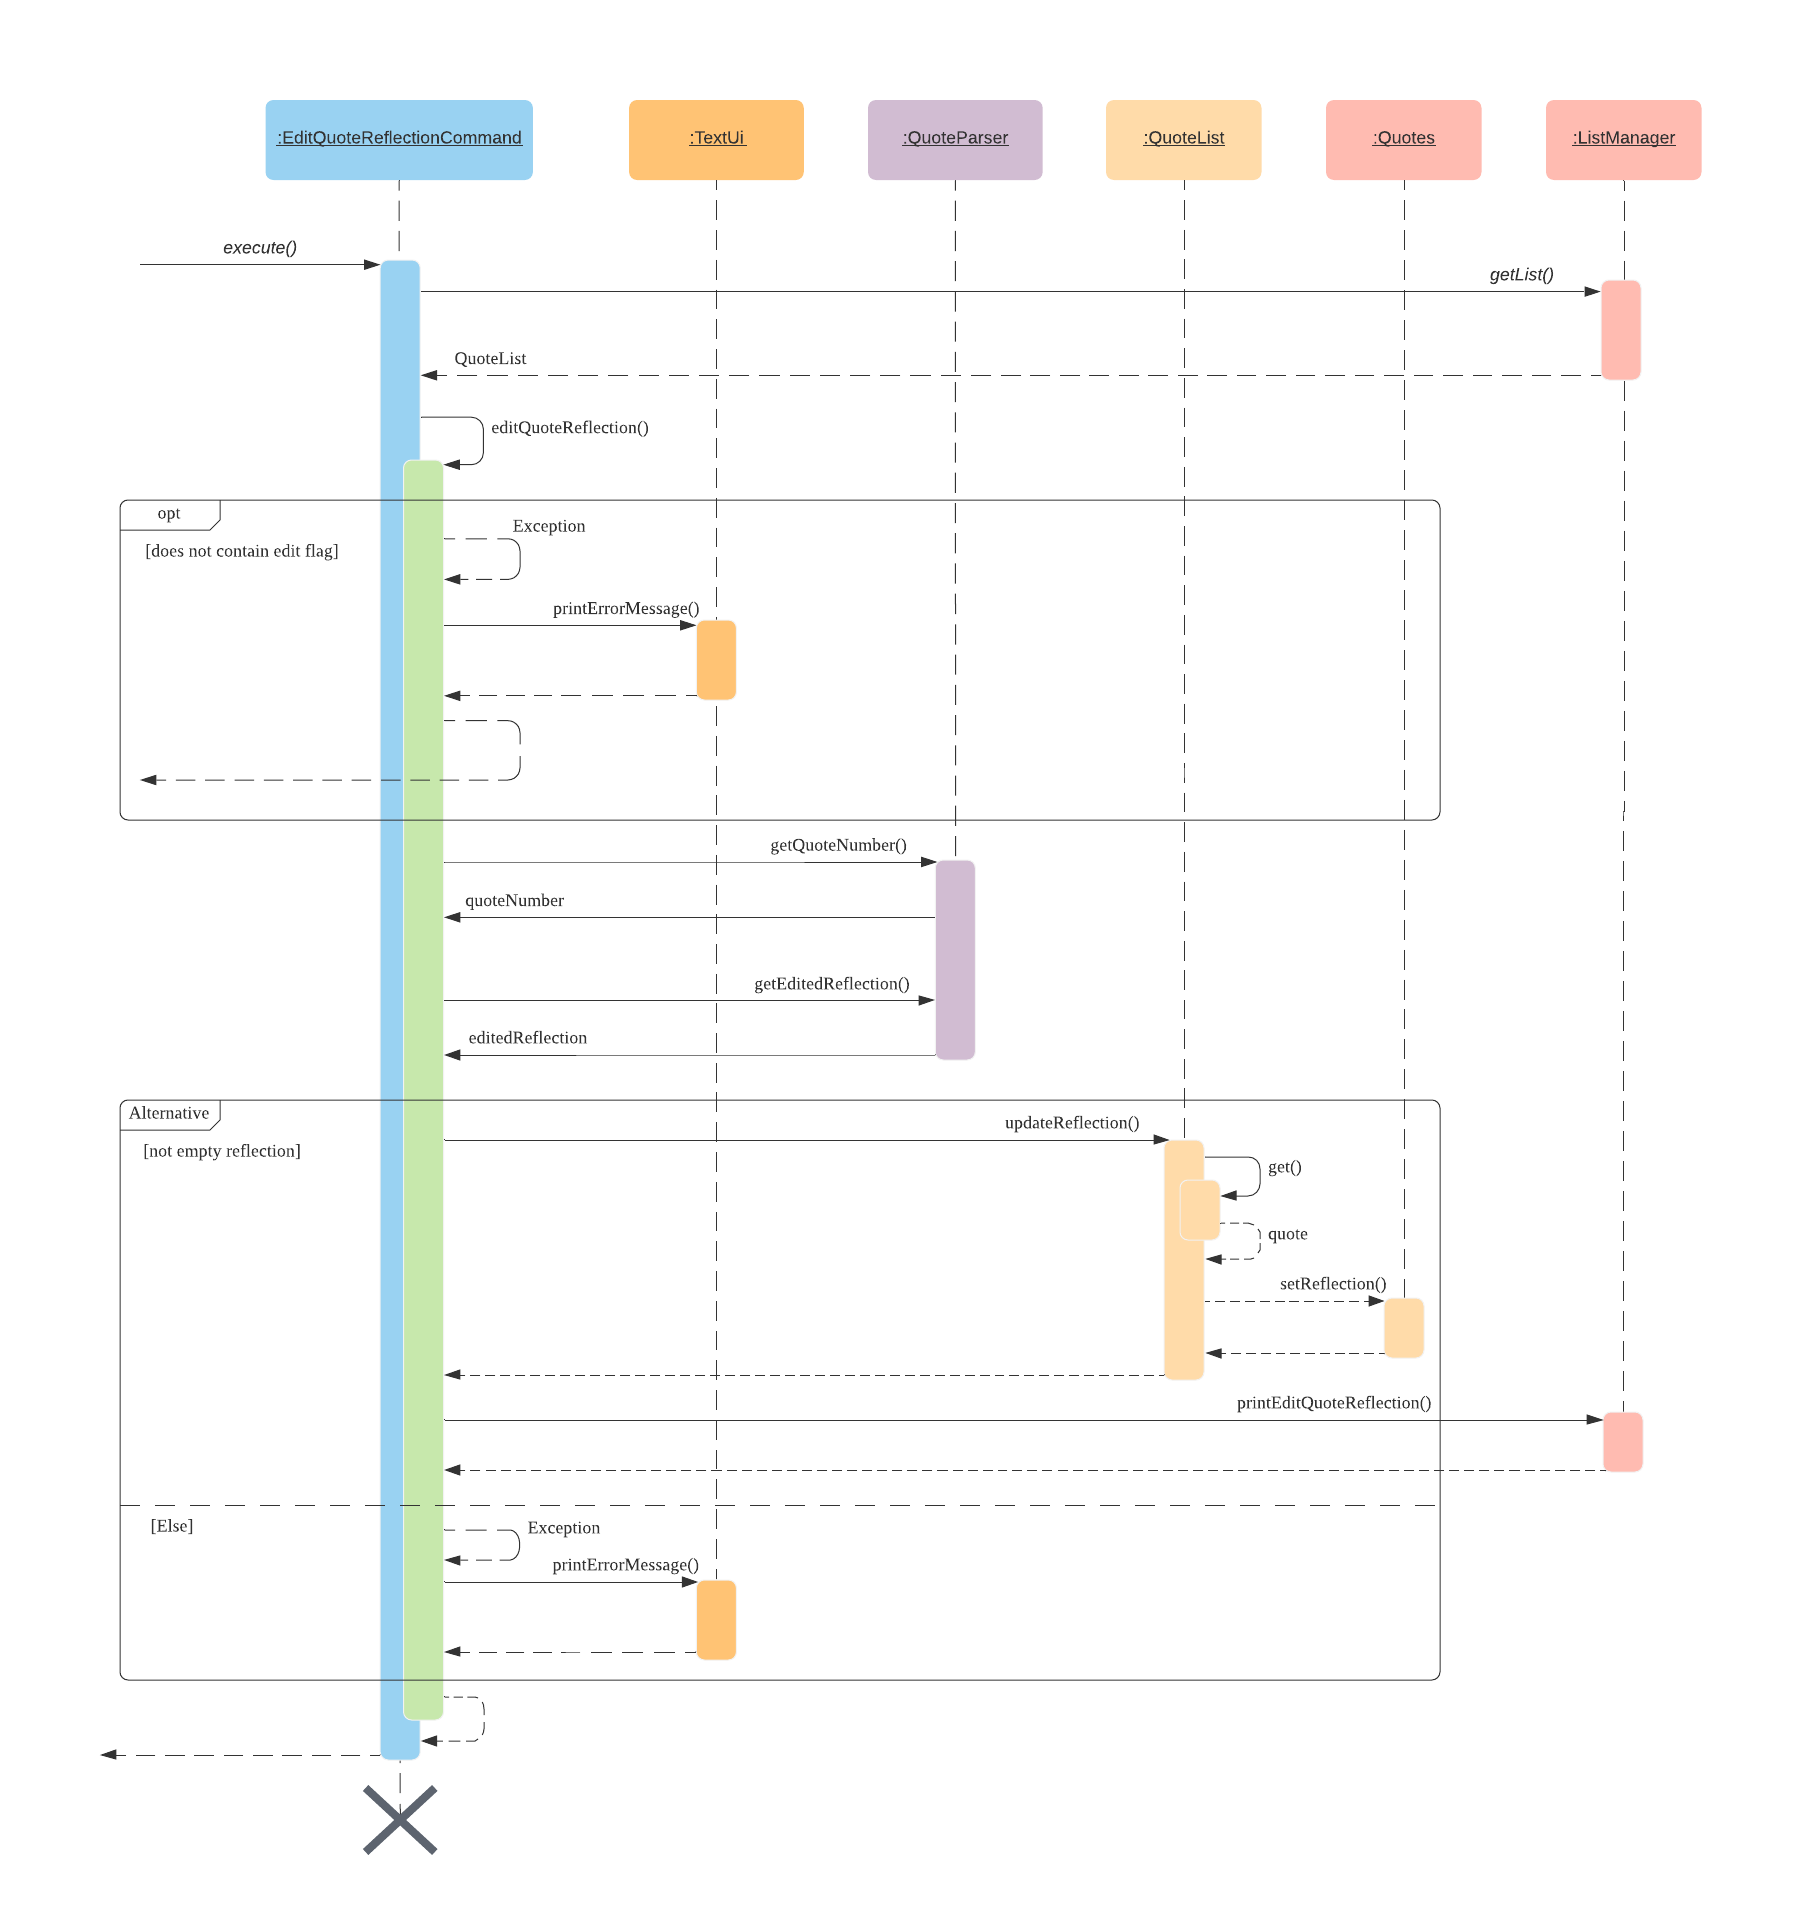 :EditQuoteReflectionCommand
:TextUi
:QuoteParser
:QuoteList
:Quotes
:ListManager
execute()
getList()
QuoteList
editQuoteReflection()
opt
Exception
[does not contain edit flag]
printErrorMessage()
getQuoteNumber()
quoteNumber
getEditedReflection()
editedReflection
Alternative
updateReflection()
[not empty reflection]
get()
quote
setReflection()
printEditQuoteReflection()
[Else]
Exception
printErrorMessage()